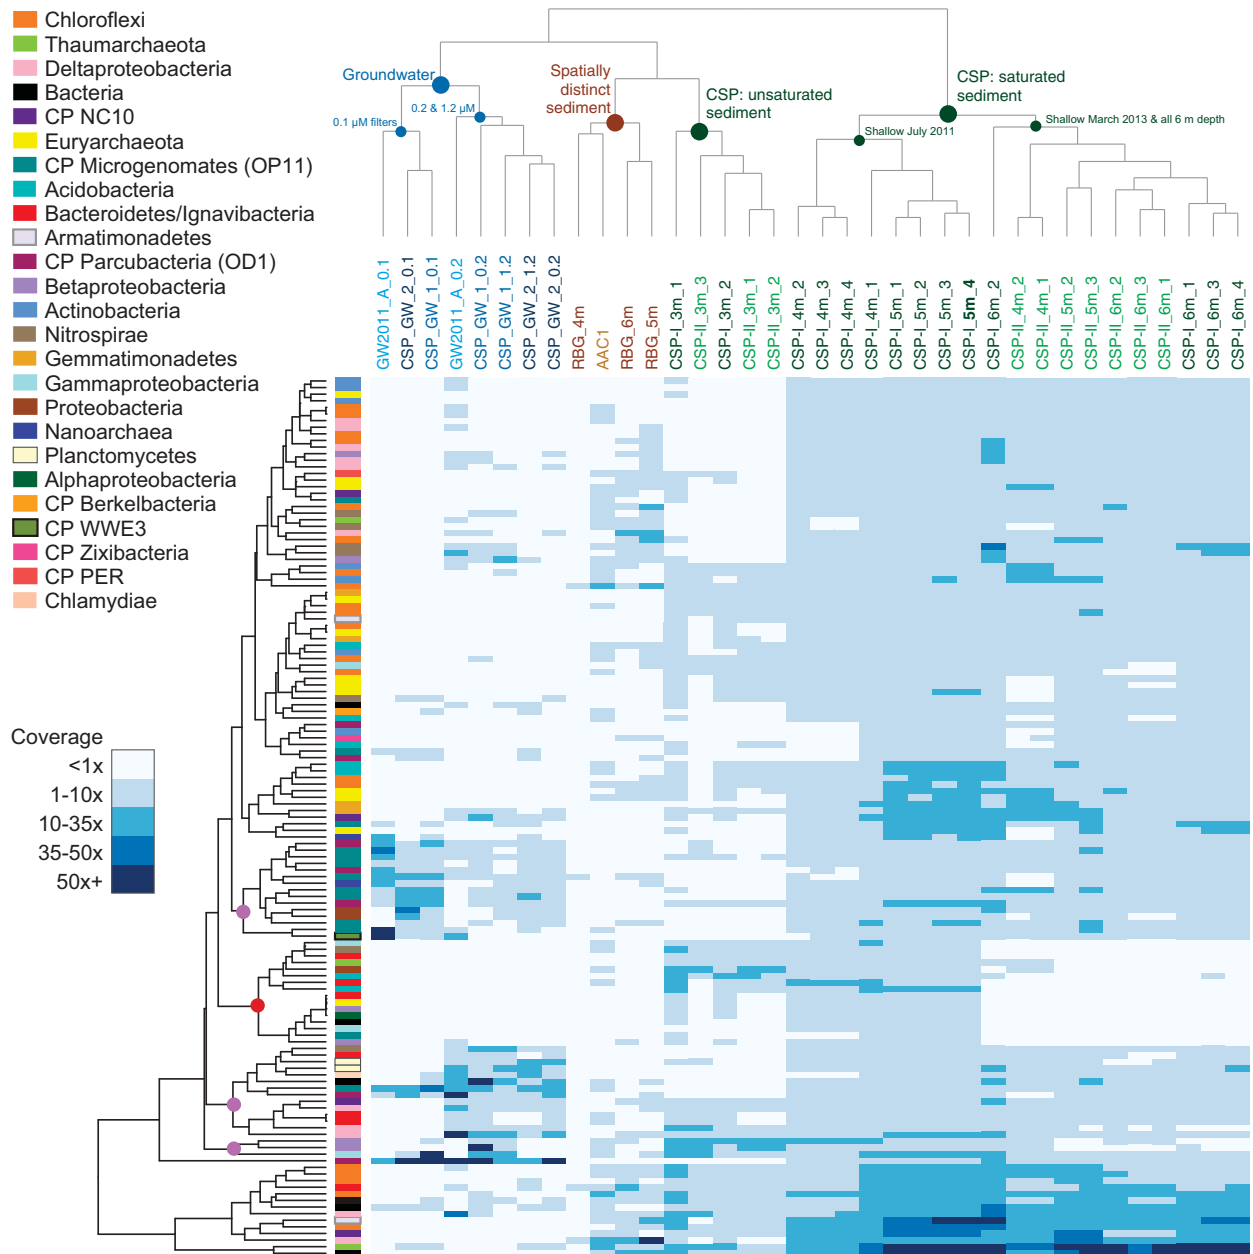 Chloroflexi
Thaumarchaeota
Deltaproteobacteria
Bacteria
CP NC10
Euryarchaeota
CP Microgenomates (OP11)
Acidobacteria
Bacteroidetes/Ignavibacteria
Armatimonadetes
CP Parcubacteria (OD1)
Betaproteobacteria
Actinobacteria
Nitrospirae
Gemmatimonadetes
Gammaproteobacteria
Proteobacteria
Nanoarchaea
Planctomycetes
Alphaproteobacteria
CP Berkelbacteria
CP WWE3
CP Zixibacteria
CP PER
Chlamydiae
Groundwater
0.1 µM filters
0.2 & 1.2 µM
Spatially
distinct
sediment
CSP: unsaturated
sediment
CSP: saturated
sediment
Shallow July 2011
Shallow March 2013 & all 6 m depth
GW2011_A_0.1
CSP_GW_2_0.1
CSP_GW_1_0.1
GW2011_A_0.2
CSP_GW_1_0.2
CSP_GW_1_1.2
CSP_GW_2_1.2
CSP_GW_2_0.2
RBG_4m
AAC1
RBG_6m
RBG_5m
CSP-I_3m_1
CSP-II_3m_3
CSP-I_3m_2
CSP-II_3m_1
CSP-II_3m_2
CSP-I_4m_2
CSP-I_4m_3
CSP-I_4m_4
CSP-I_4m_1
CSP-I_5m_1
CSP-I_5m_2
CSP-I_5m_3
CSP-I_5m_4
CSP-I_6m_2
CSP-II_4m_2
CSP-II_4m_1
CSP-II_5m_2
CSP-II_5m_3
CSP-II_6m_2
CSP-II_6m_3
CSP-II_6m_1
CSP-I_6m_1
CSP-I_6m_3
CSP-I_6m_4
Coverage
<1x
1-10x
10-35x
35-50x
50x+